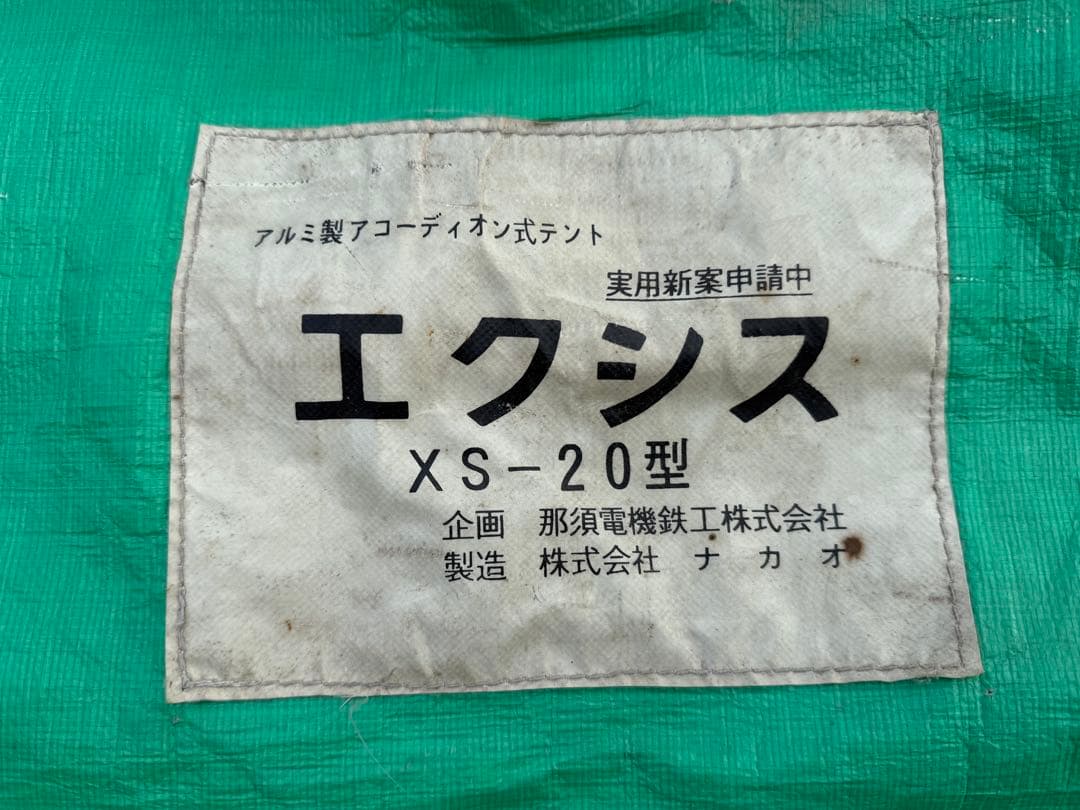 アルミ製アコーディオン式テント
実用新案申請中
エクシス
XS-20型
企画 那須電機鉄工株式会社
製造 株式会社 ナカオ